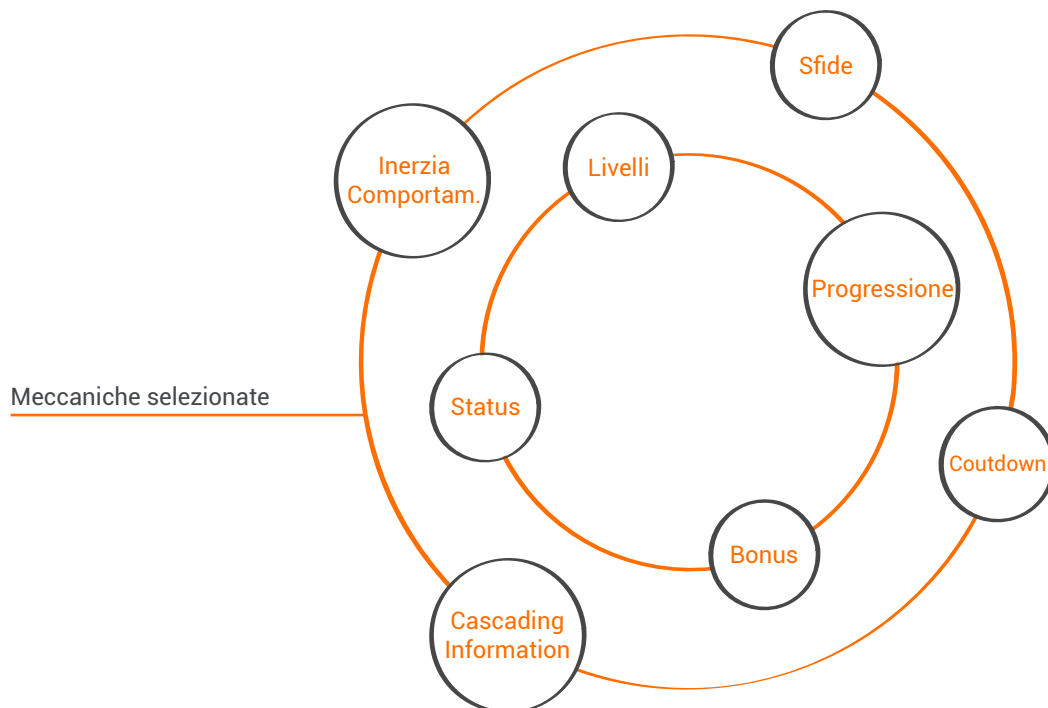 Sfide
Livelli
Inerzia
Comportam.
Progressione
Meccaniche selezionate
Status
Coutdown
Bonus
Cascading
Information